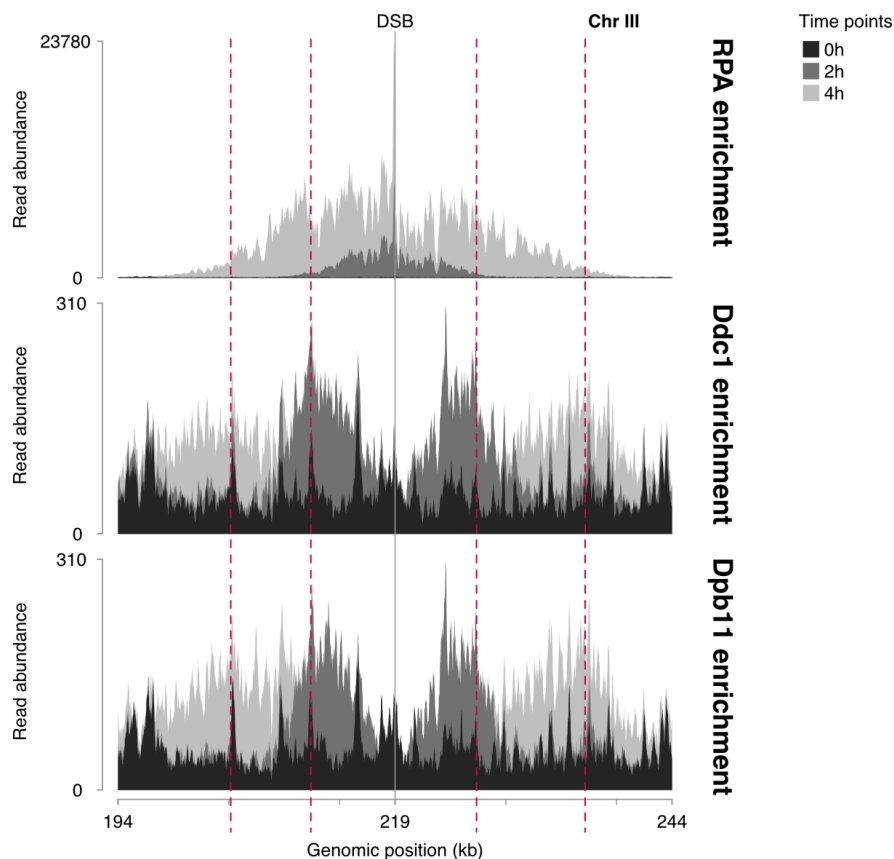 DSB
Chr III
Time points
0h
2h
4h
23780
Read abundance
0
RPA enrichment
310
Read abundance
0
Ddc1 enrichment
310
Read abundance
0
Dpb11 enrichment
194
219
244
Genomic position (kb)